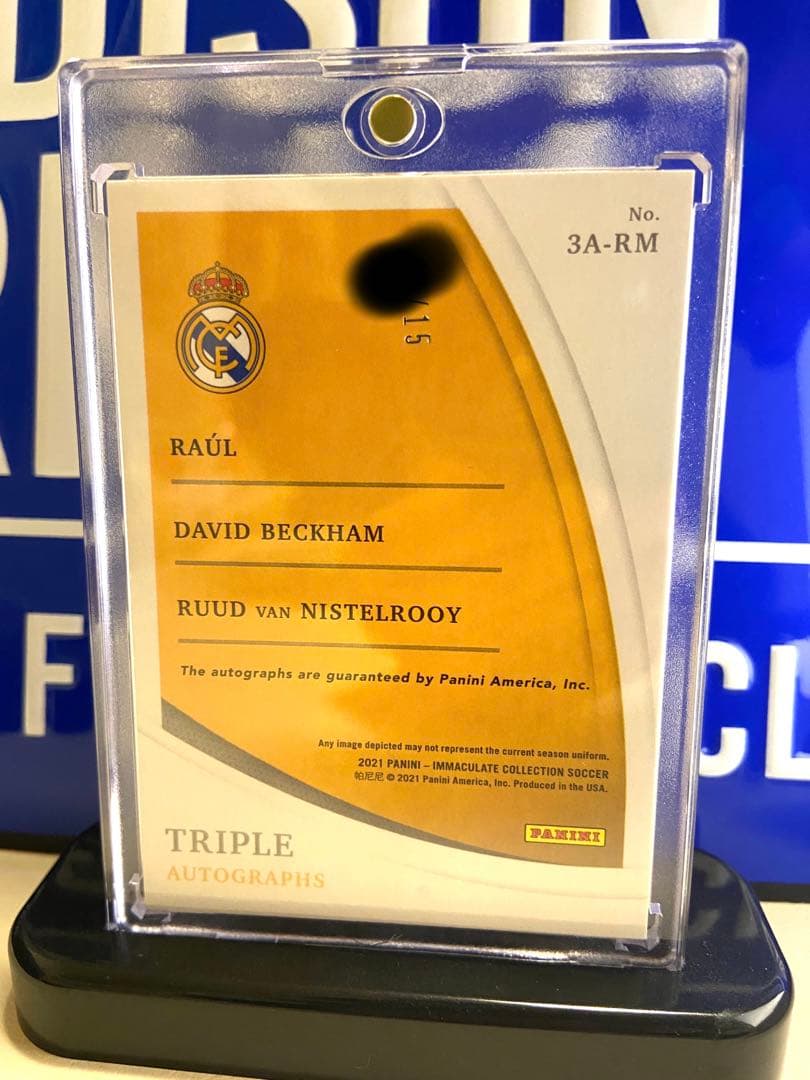 No.
3A-RM
/15
RAÚL
DAVID BECKHAM
RUUD VAN NISTELROOY
The autographs are guaranteed by Panini America, Inc.
Any image depicted may not represent the current season uniform.
2021 PANINI – IMMACULATE COLLECTION SOCCER
帕尼尼 © 2021 Panini America, Inc. Produced in the USA.
PANINI
TRIPLE
AUTOGRAPHS